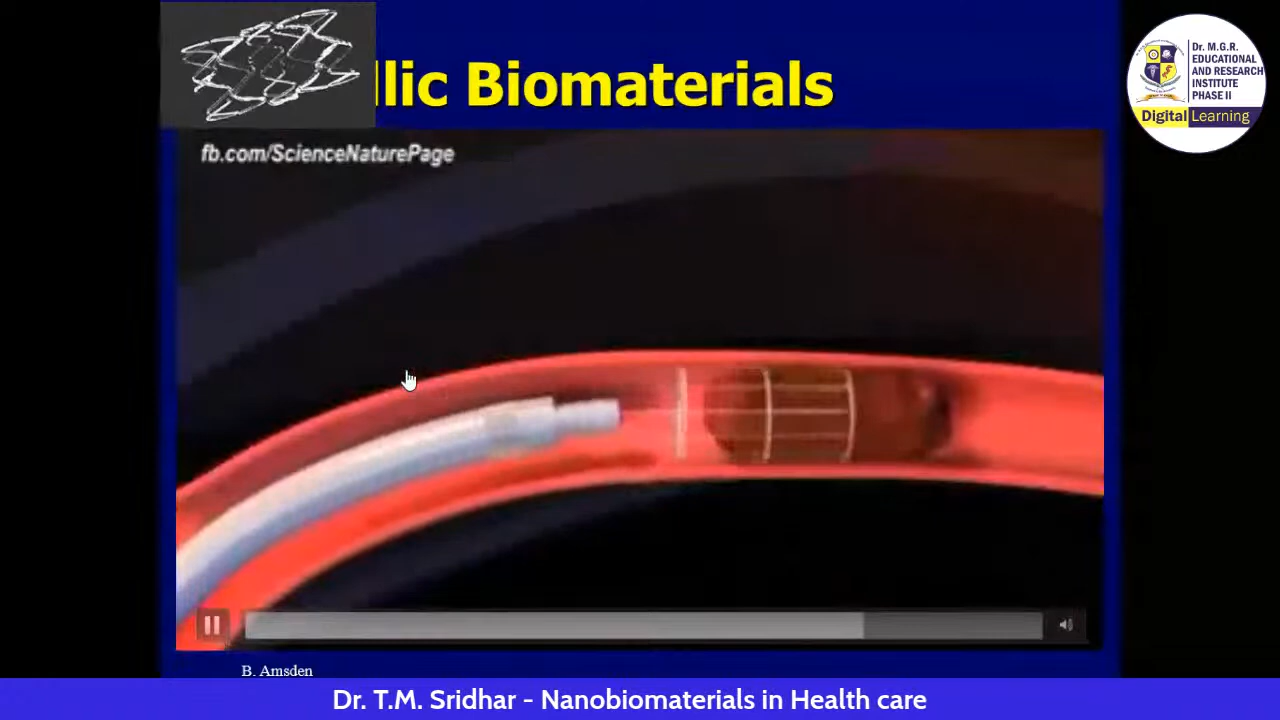 llic Biomaterials
fb.com/ScienceNaturePage
B. Amsden
Dr. M.G.R.
EDUCATIONAL
AND RESEARCH
INSTITUTE
PHASE II
Digital Learning
Dr. T.M. Sridhar - Nanobiomaterials in Health care